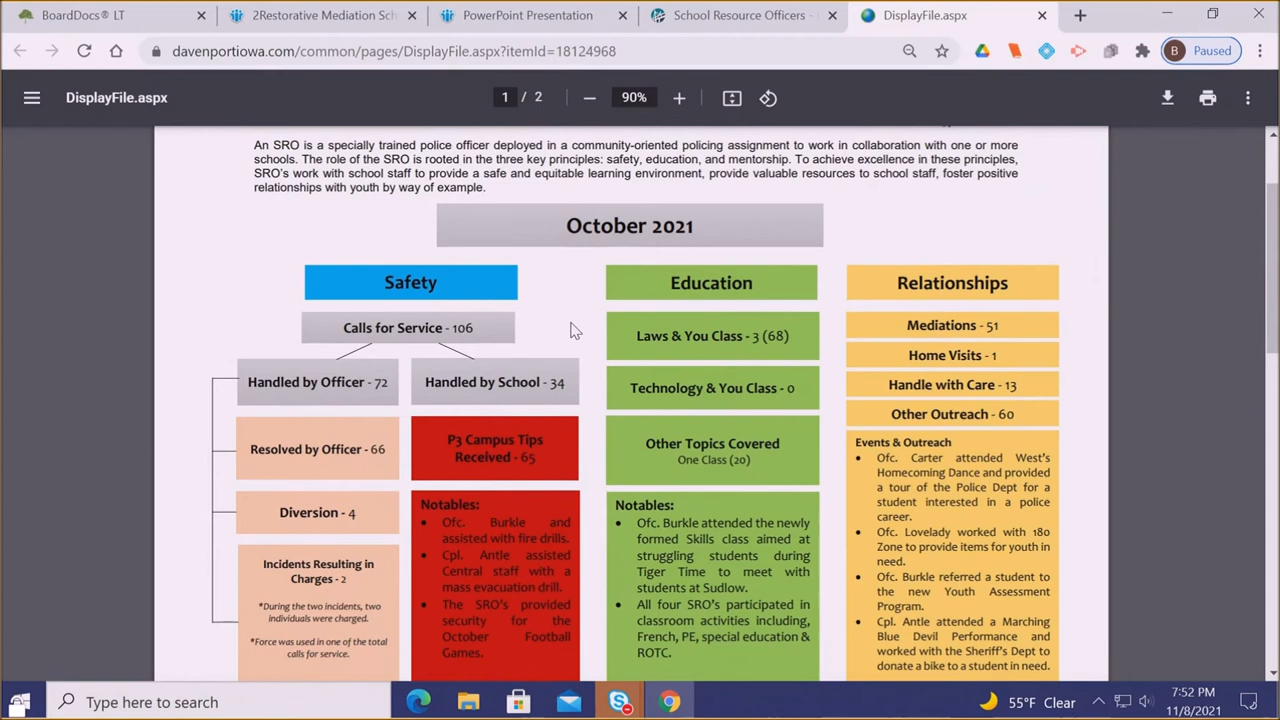 BoardDocs® LT
2Restorative Mediation Sch
PowerPoint Presentation
School Resource Officers -
DisplayFile.aspx
davenportiowa.com/common/pages/DisplayFile.aspx?itemId=18124968
B Paused
DisplayFile.aspx
1 / 2
90%
An SRO is a specially trained police officer deployed in a community-oriented policing assignment to work in collaboration with one or more
schools. The role of the SRO is rooted in the three key principles: safety, education, and mentorship. To achieve excellence in these principles,
SRO's work with school staff to provide a safe and equitable learning environment, provide valuable resources to school staff, foster positive
relationships with youth by way of example.
October 2021
Safety
Calls for Service - 106
Handled by Officer - 72
Handled by School - 34
Resolved by Officer - 66
P3 Campus Tips
Received - 65
Diversion - 4
Incidents Resulting in
Charges - 2
*During the two incidents, two
individuals were charged.
*Force was used in one of the total
calls for service.
Notables:
• Ofc. Burkle and
assisted with fire drills.
• Cpl. Antle assisted
Central staff with a
mass evacuation drill.
• The SRO's provided
security for the
October Football
Games.
Education
Laws & You Class - 3 (68)
Technology & You Class - 0
Other Topics Covered
One Class (20)
Notables:
• Ofc. Burkle attended the newly
formed Skills class aimed at
struggling students during
Tiger Time to meet with
students at Sudlow.
• All four SRO's participated in
classroom activities including,
French, PE, special education &
ROTC.
Relationships
Mediations - 51
Home Visits - 1
Handle with Care - 13
Other Outreach - 60
Events & Outreach
• Ofc. Carter attended West's
Homecoming Dance and provided
a tour of the Police Dept for a
student interested in a police
career.
• Ofc. Lovelady worked with 180
Zone to provide items for youth in
need.
• Ofc. Burkle referred a student to
the new Youth Assessment
Program.
• Cpl. Antle attended a Marching
Blue Devil Performance and
worked with the Sheriff's Dept to
donate a bike to a student in need.
Type here to search
55°F Clear
7:52 PM
11/8/2021